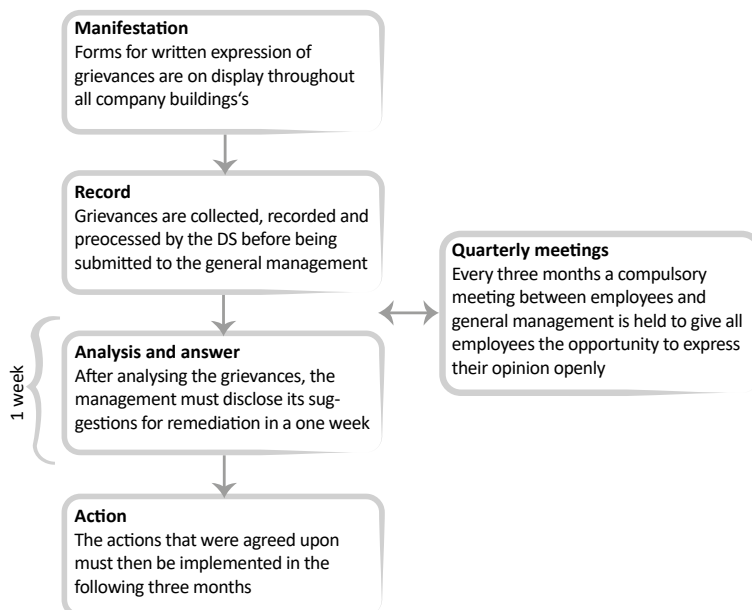 Manifestation
Forms for written expression of
grievances are on display throughout
all company buildings‘s
Record
Grievances are collected, recorded and
preocessed by the DS before being
submitted to the general management
Quarterly meetings
Every three months a compulsory
meeting between employees and
general management is held to give all
employees the opportunity to express
their opinion openly
1 week
Analysis and answer
After analysing the grievances, the
management must disclose its sug-
gestions for remediation in a one week
Action
The actions that were agreed upon
must then be implemented in the
following three months